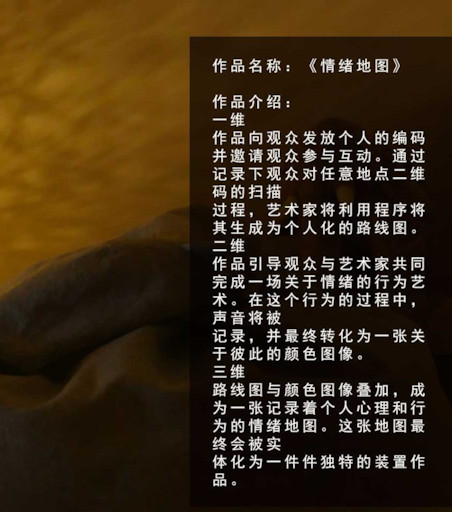 作品名称：《情绪地图》
作品介绍：
一维
作品向观众发放个人的编码
并邀请观众参与互动。通过
记录下观众对任意地点二维
码的扫描
过程，艺术家将利用程序将
其生成为个人化的路线图。
二维
作品引导观众与艺术家共同
完成一场关于情绪的行为艺
术。在这个行为的过程中，
声音将被
记录，并最终转化为一张关
于彼此的颜色图像。
三维
路线图与颜色图像叠加，成
为一张记录着个人心理和行
为的情绪地图。这张地图最
终会被实
体化为一件件独特的装置作
品。